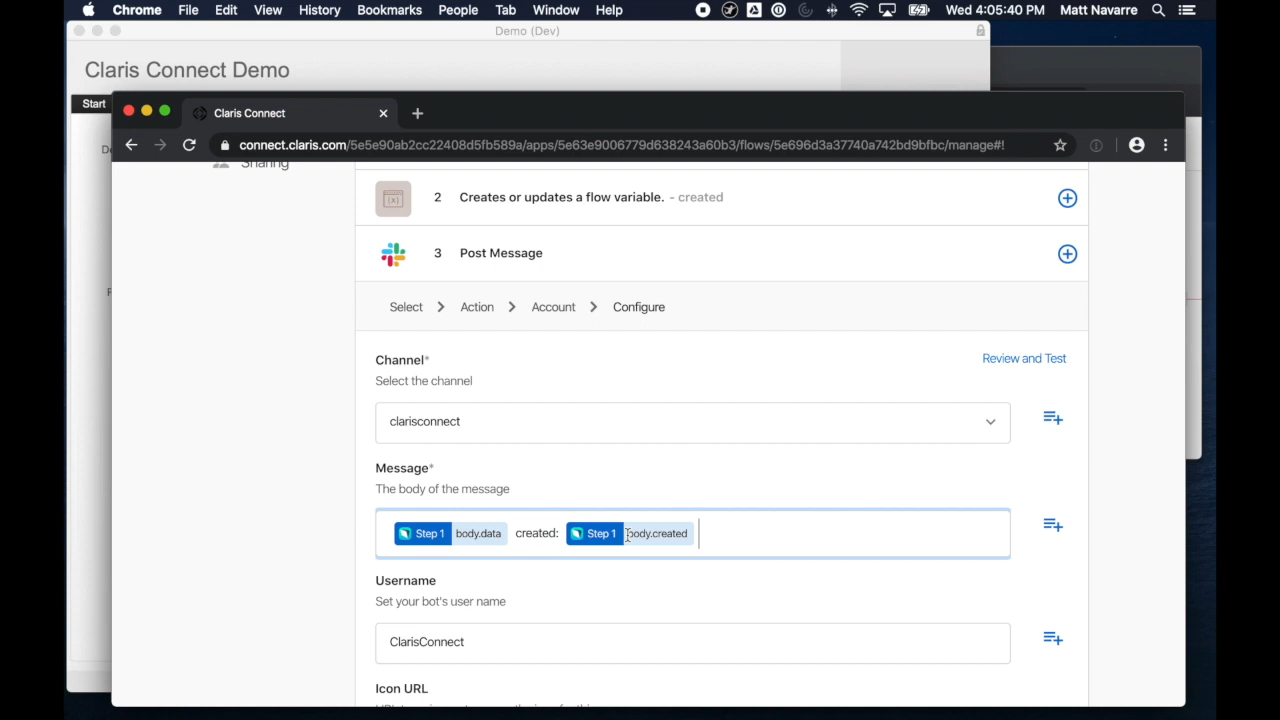 Chrome File Edit View History Bookmarks People Tab Window Help Wed 4:05:40 PM Matt Navarre
Demo (Dev)
Claris Connect Demo
Start
Claris Connect
connect.claris.com/5e5e90ab2cc22408d5fb589a/apps/5e63e9006779d638243a60b3/flows/5e696d3a37740a742bd9bfbc/manage#!
Sharing
2 Creates or updates a flow variable. - created
3 Post Message
Select > Action > Account > Configure
Channel*
Review and Test
Select the channel
clarisconnect
Message*
The body of the message
Step 1 body.data created: Step 1 body.created
Username
Set your bot's user name
ClarisConnect
Icon URL